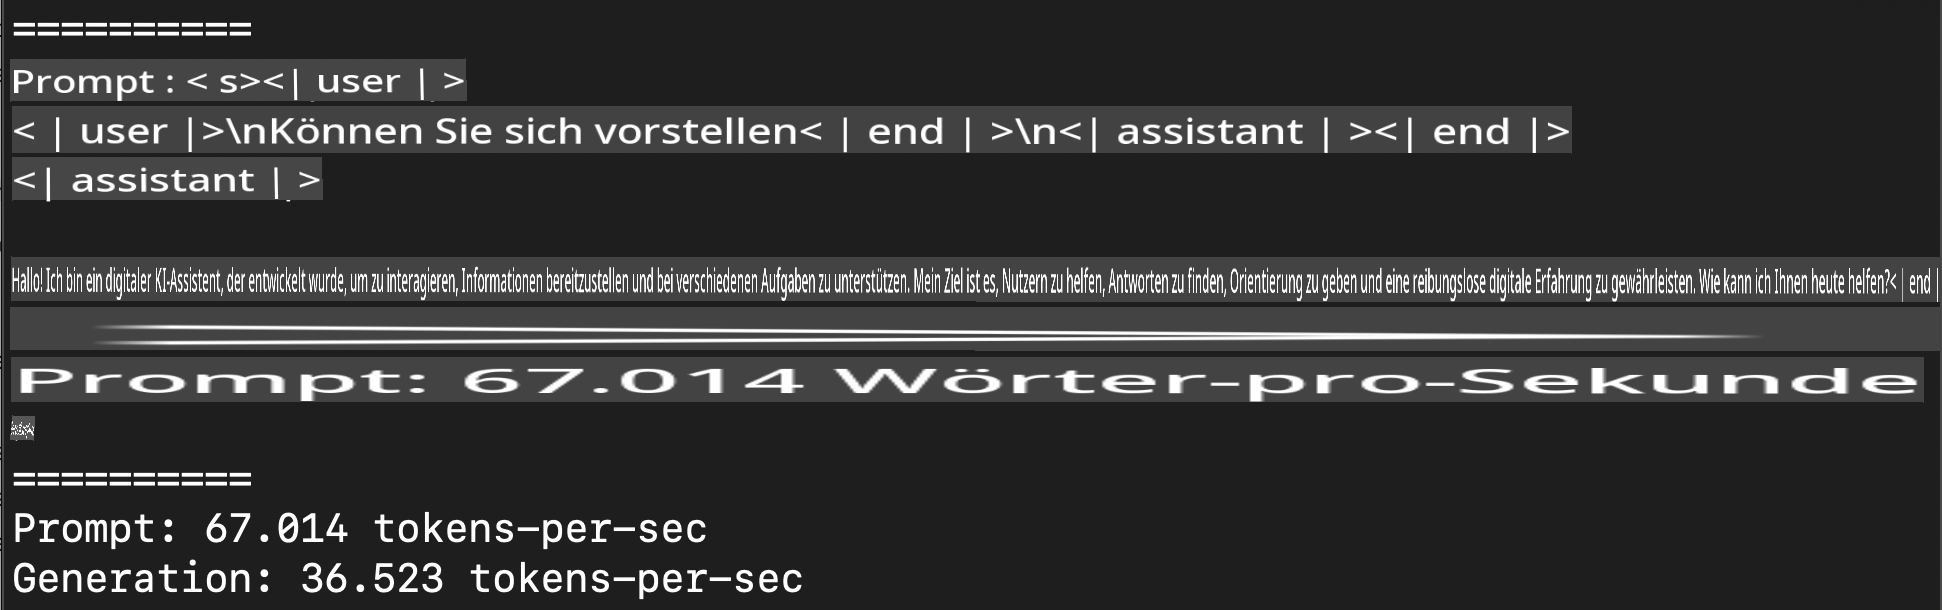 ==========
Prompt : < s><| user | >
< | user |>\nKönnen Sie sich vorstellen< | end | >\n<| assistant | ><| end |>
<| assistant | >
Hallo! Ich bin ein digitaler KI-Assistent, der entwickelt wurde, um zu interagieren, Informationen bereitzustellen und bei verschiedenen Aufgaben zu unterstützen. Mein Ziel ist es, Nutzern zu helfen, Antworten zu finden, Orientierung zu geben und eine reibungslose digitale Erfahrung zu gewährleisten. Wie kann ich Ihnen heute helfen?< | end |
Prompt: 67.014 Wörter-pro-Sekunde
==========
Prompt: 67.014 tokens-per-sec
Generation: 36.523 tokens-per-sec